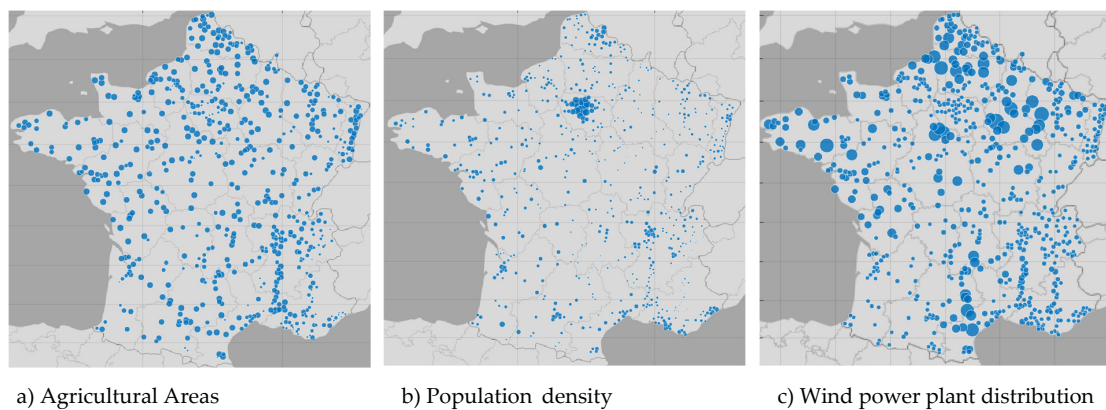 a) Agricultural Areas
b) Population density
c) Wind power plant distribution